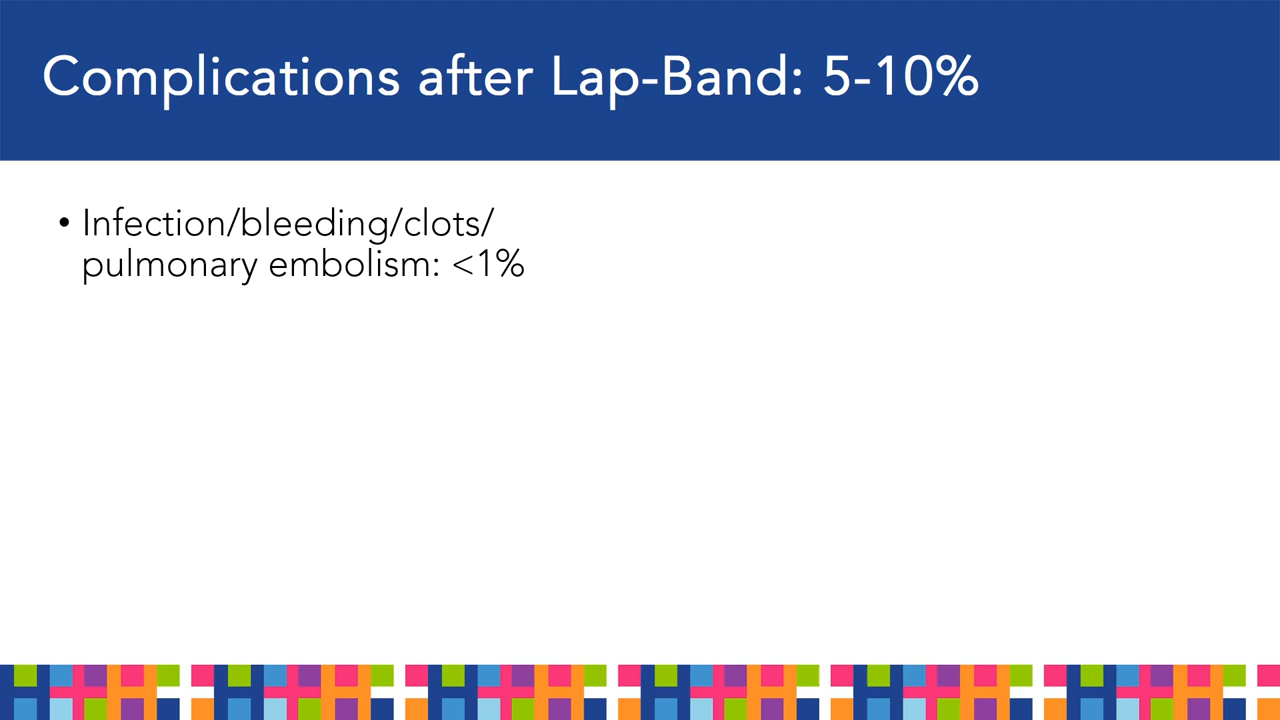 Complications after Lap-Band: 5-10%
• Infection/bleeding/clots/
pulmonary embolism: <1%